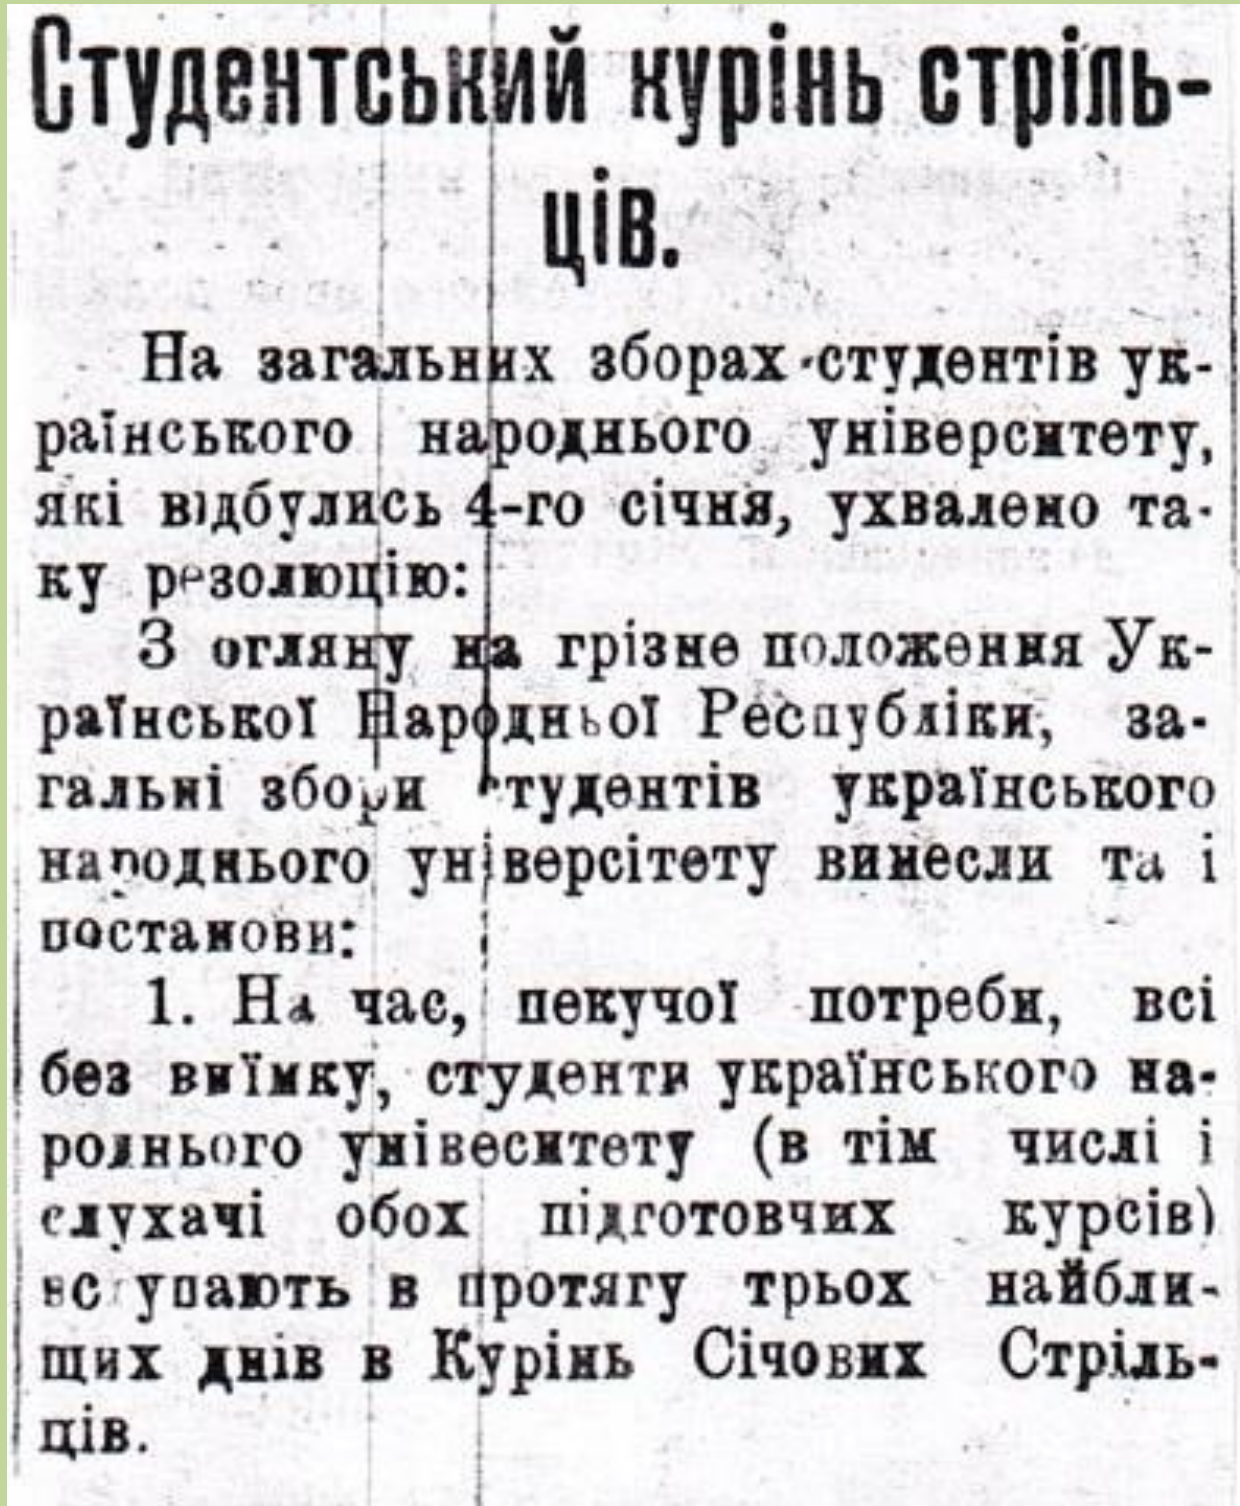 Студентський курінь стріль-
ців.
На загальних зборах студентів ук-
раїнського народнього університету,
які відбулись 4-го січня, ухвалено та-
ку резолюцію:
З огляну на грізне положення Ук-
раїнської Народньої Республіки, за-
гальні збори студентів українського
народнього універсітету винесли та і
постанови:
1. На час, пекучої потреби, всі
без виїмку, студенти українського на-
роднього унівеситету (в тім числі і
слухачі обох підготовчих курсів)
вступають в протягу трьох найбли-
щих днів в Курінь Січових Стріль-
ців.